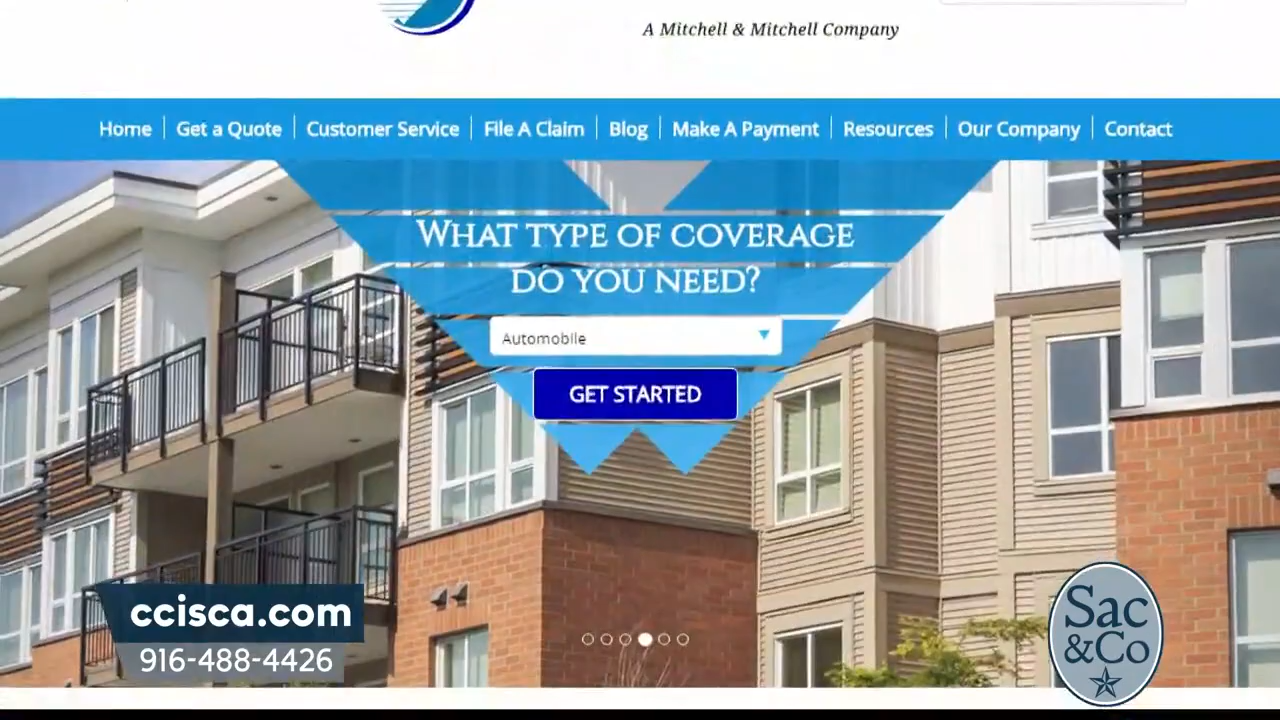 A Mitchell & Mitchell Company
Home Get a Quote Customer Service File A Claim Blog Make A Payment Resources Our Company Contact
WHAT TYPE OF COVERAGE
DO YOU NEED?
Automobile
GET STARTED
ccisca.com
916-488-4426
Sac
&Co